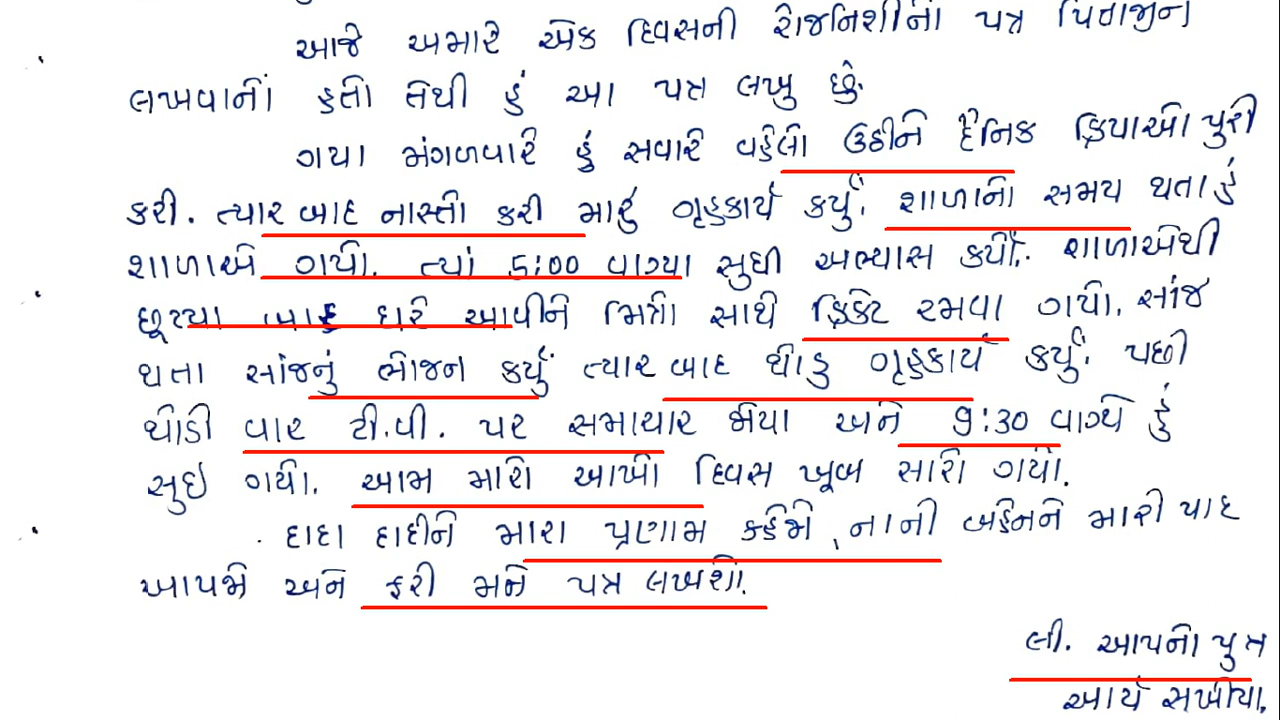 આજે અમારે એક દિવસની રોજનિશીનો પત્ર પિતાજીને
લખવાનો હતો તેથી હું આ પત્ર લખુ છું.
ગયા મંગળવારે હું સવારે વહેલો ઉઠીને દૈનિક ક્રિયાઓ પુરી
કરી. ત્યાર બાદ નાસ્તો કરી મારું ગૃહકાર્ય કર્યું. શાળાનો સમય થતા હું
શાળાએ ગયો. ત્યાં 5:00 વાગ્યા સુધી અભ્યાસ કર્યો. શાળાએથી
છૂટ્યા બાદ ઘરે આવીને મિત્રો સાથે ક્રિકેટ રમવા ગયો. સાંજ
થતા સાંજનું ભોજન કર્યું ત્યાર બાદ થોડુ ગૃહકાર્ય કર્યું. પછી
થોડી વાર ટી.વી. પર સમાચાર જોયા અને 9:30 વાગ્યે હું
સુઇ ગયો. આમ મારો આખો દિવસ ખૂબ સારો ગયો.
દાદા દાદીને મારા પ્રણામ કહેજો, નાની બહેનને મારી યાદ
આપજો અને ફરી મને પત્ર લખશો.
લી. આપનો પુત્ર
આર્ય સખીયા.